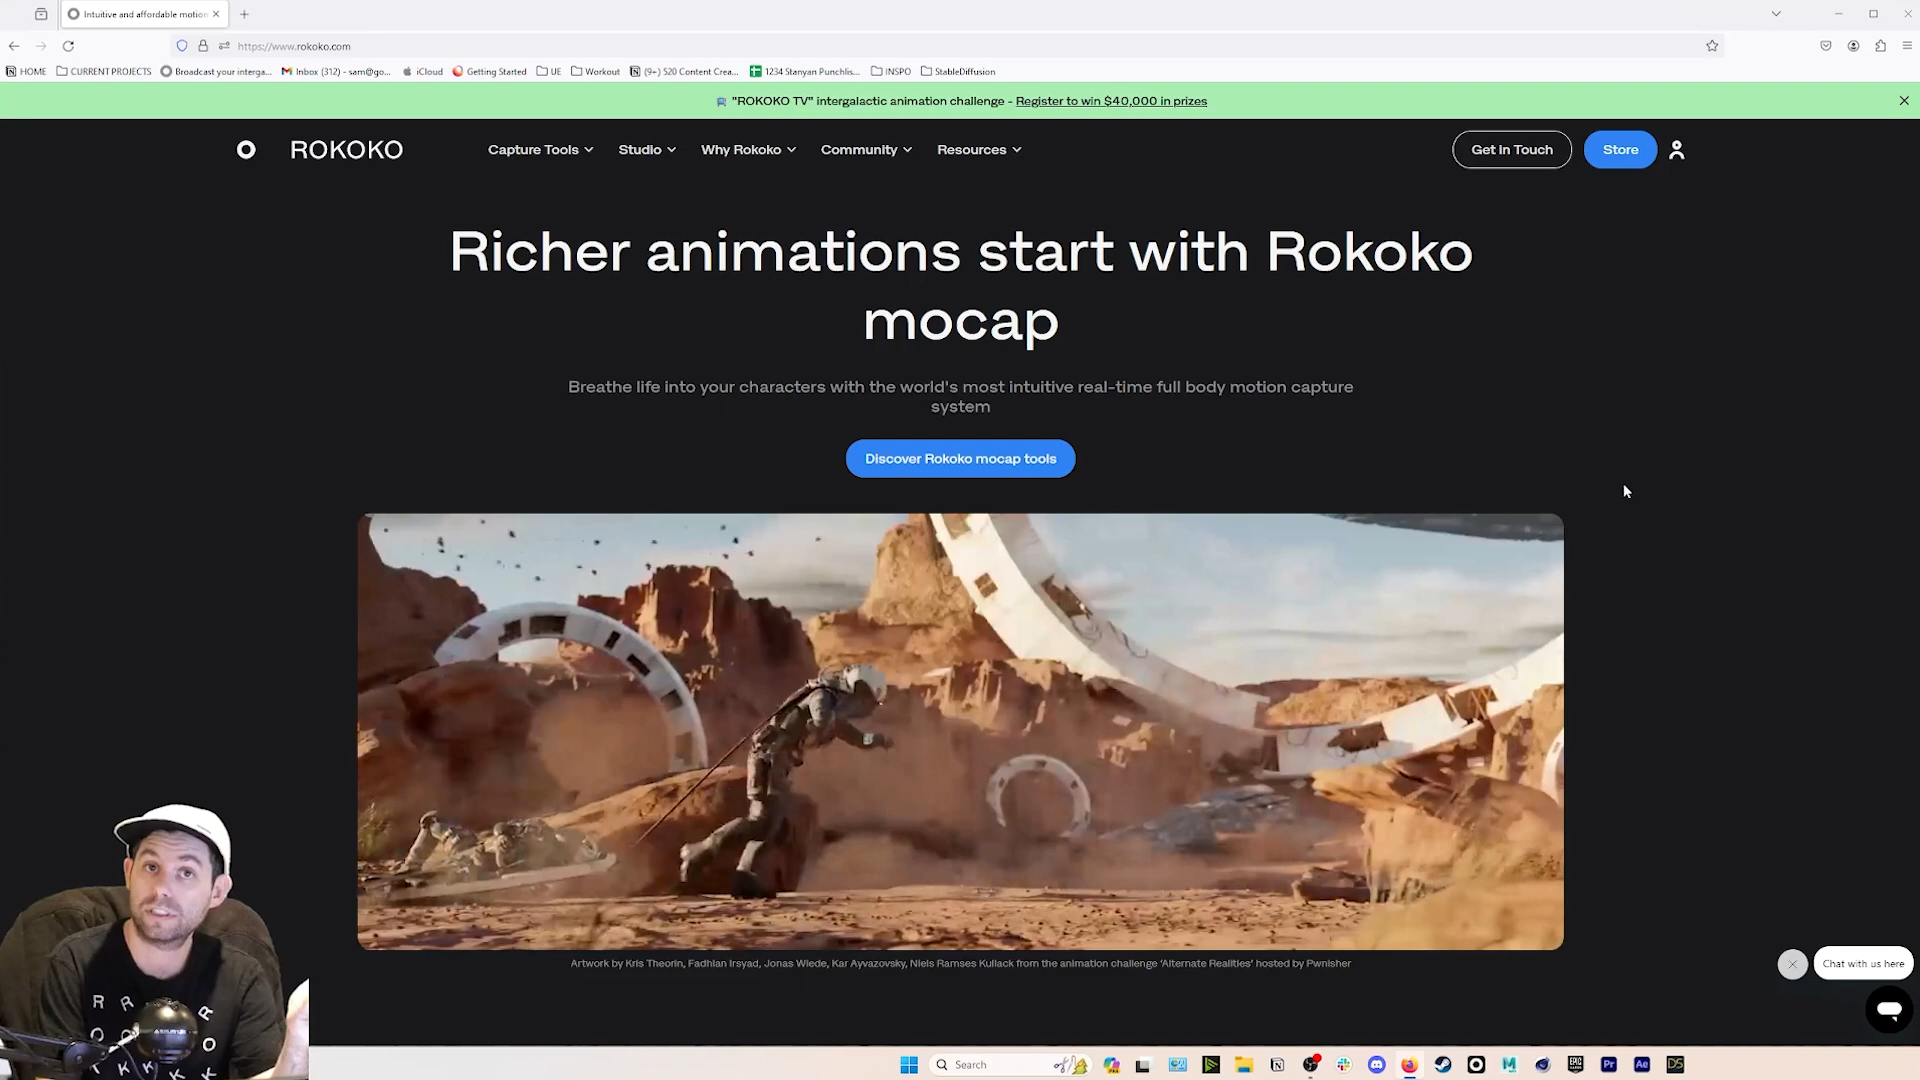 Intuitive and affordable motion
https://www.rokoko.com
HOME CURRENT PROJECTS Broadcast your interga... Inbox (312) - sam@go... iCloud Getting Started UE Workout (9+) 520 Content Crea... 1234 Stanyan Punchlis... INSPO StableDiffusion
"ROKOKO TV" intergalactic animation challenge - Register to win $40,000 in prizes
ROKOKO Capture Tools Studio Why Rokoko Community Resources Get in Touch Store
Richer animations start with Rokoko
mocap
Breathe life into your characters with the world's most intuitive real-time full body motion capture
system
Discover Rokoko mocap tools
Artwork by Kris Theorin, Fadhlan Irsyad, Jonas Wiede, Kar Ayvazovsky, Niels Ramses Kullack from the animation challenge 'Alternate Realities' hosted by Pwnisher
Chat with us here
Search
Pr Ae DS